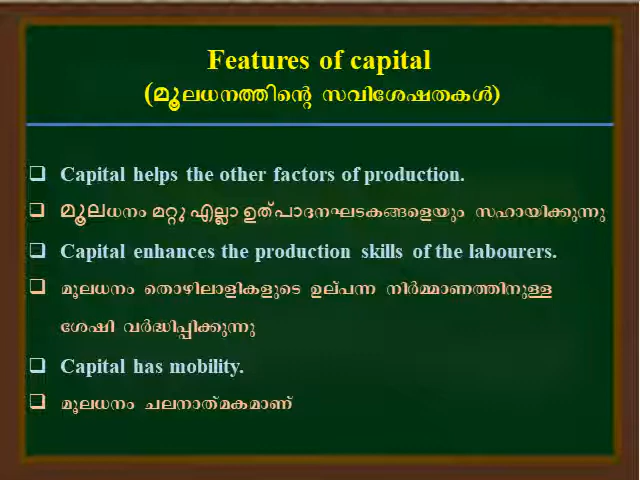 Features of capital
(മൂലധനത്തിന്റെ സവിശേഷതകൾ)
Capital helps the other factors of production.
മൂലധനം മറ്റു എല്ലാ ഉത്പാദനഘടകങ്ങളെയും സഹായിക്കുന്നു
Capital enhances the production skills of the labourers.
മൂലധനം തൊഴിലാളികളുടെ ഉല്പന്ന നിർമ്മാണത്തിനുള്ള
ശേഷി വർദ്ധിപ്പിക്കുന്നു
Capital has mobility.
മൂലധനം ചലനാത്മകമാണ്